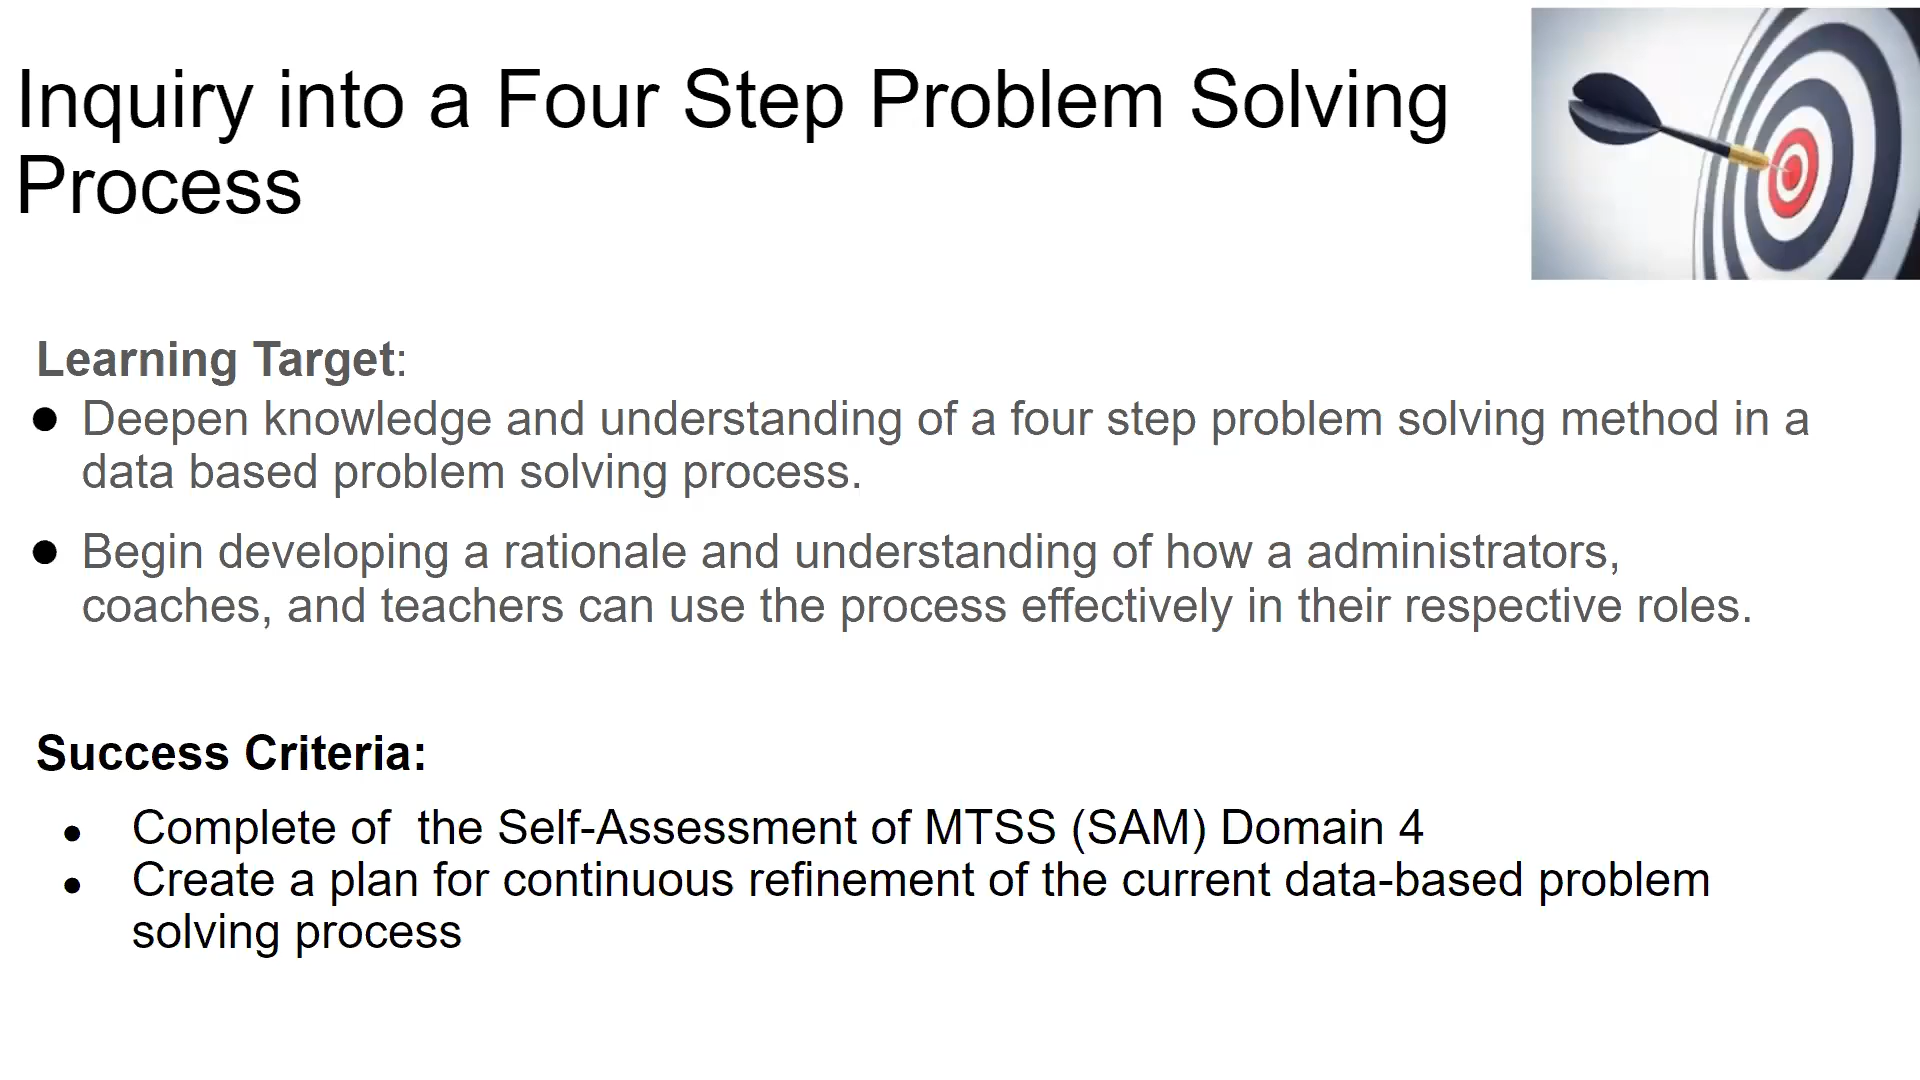 Inquiry into a Four Step Problem Solving
Process
Learning Target:
● Deepen knowledge and understanding of a four step problem solving method in a
data based problem solving process.
● Begin developing a rationale and understanding of how a administrators,
coaches, and teachers can use the process effectively in their respective roles.
Success Criteria:
● Complete of  the Self-Assessment of MTSS (SAM) Domain 4
● Create a plan for continuous refinement of the current data-based problem
solving process